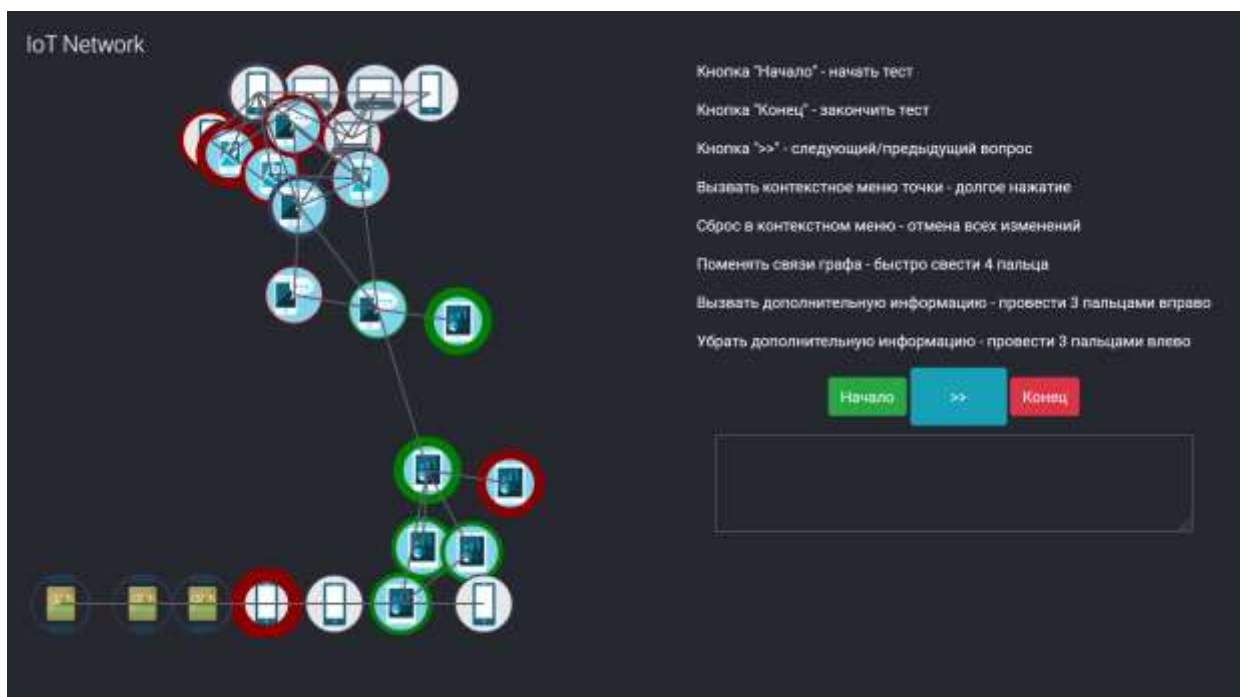 IoT Network
Кнопка "Начало" - начать тест
Кнопка "Конец" - закончить тест
Кнопка ">>" - следующий/предыдущий вопрос
Вызвать контекстное меню точки - долгое нажатие
Сброс в контекстном меню - отмена всех изменений
Поменять связи графа - быстро свести 4 пальца
Вызвать дополнительную информацию - провести 3 пальцами вправо
Убрать дополнительную информацию - провести 3 пальцами влево
Начало >> Конец